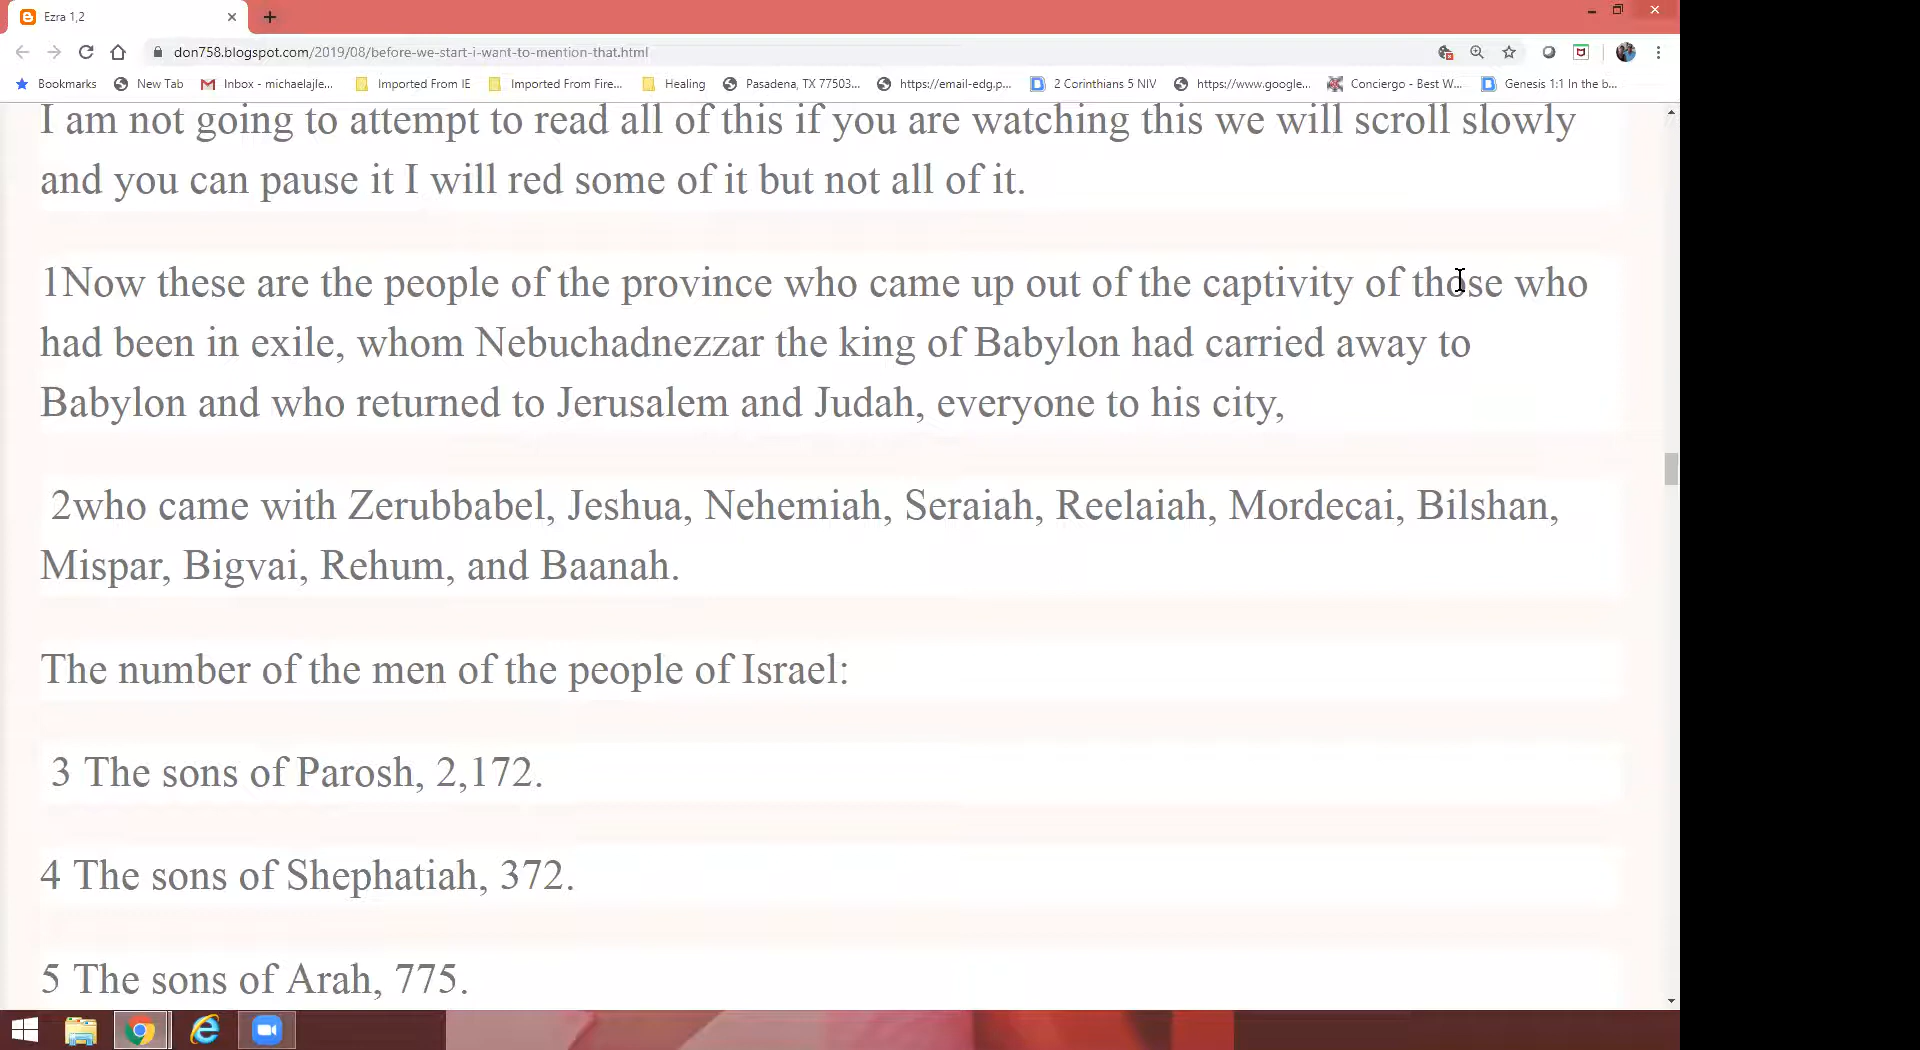 Ezra 1,2
don758.blogspot.com/2019/08/before-we-start-i-want-to-mention-that.html
Bookmarks New Tab Inbox - michaelajle... Imported From IE Imported From Fire... Healing Pasadena, TX 77503... https://email-edg.p... 2 Corinthians 5 NIV https://www.google... Conciergo - Best W... Genesis 1:1 In the b...
I am not going to attempt to read all of this if you are watching this we will scroll slowly
and you can pause it I will red some of it but not all of it.
1Now these are the people of the province who came up out of the captivity of those who
had been in exile, whom Nebuchadnezzar the king of Babylon had carried away to
Babylon and who returned to Jerusalem and Judah, everyone to his city,
2who came with Zerubbabel, Jeshua, Nehemiah, Seraiah, Reelaiah, Mordecai, Bilshan,
Mispar, Bigvai, Rehum, and Baanah.
The number of the men of the people of Israel:
3 The sons of Parosh, 2,172.
4 The sons of Shephatiah, 372.
5 The sons of Arah, 775.